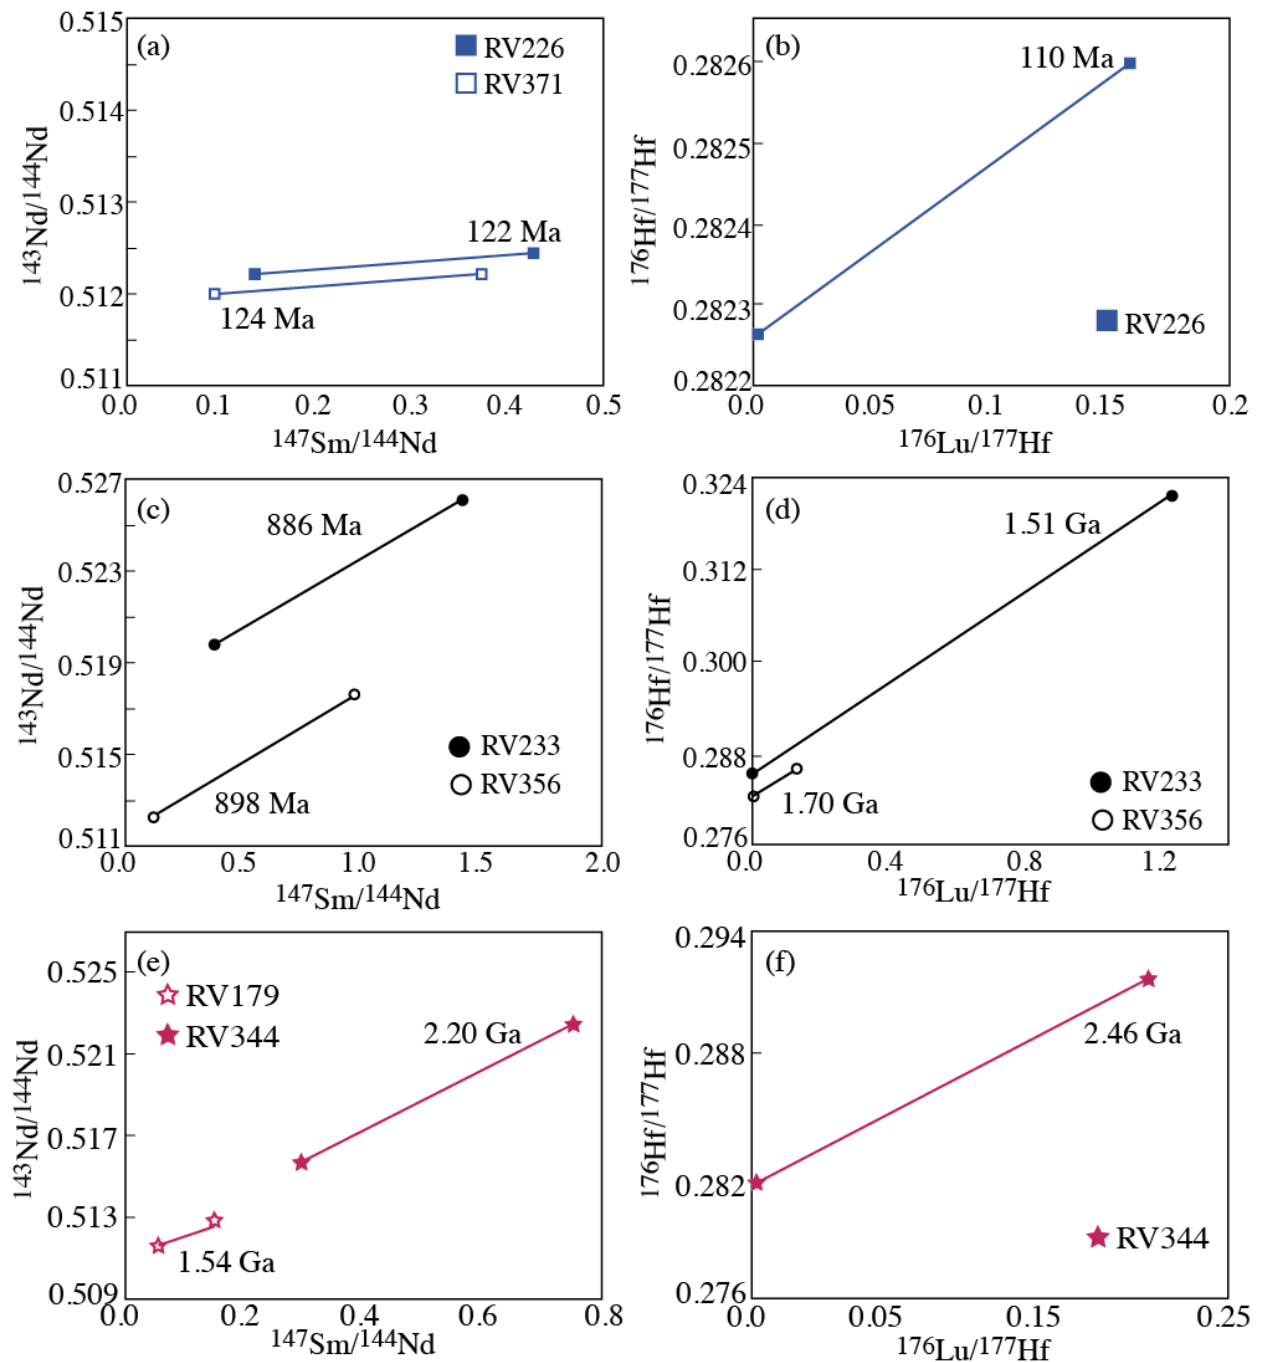 (a)
RV226
RV371
0.515
0.514
0.513
0.512
0.511
143Nd/144Nd
122 Ma
124 Ma
0.0 0.1 0.2 0.3 0.4 0.5
147Sm/144Nd
(b)
110 Ma
0.2826
0.2825
0.2824
0.2823
0.2822
176Hf/177Hf
RV226
0.0 0.05 0.1 0.15 0.2
176Lu/177Hf
(c)
0.527
0.523
0.519
0.515
0.511
143Nd/144Nd
886 Ma
898 Ma
RV233
RV356
0.0 0.5 1.0 1.5 2.0
147Sm/144Nd
(d)
0.324
0.312
0.300
0.288
0.276
176Hf/177Hf
1.51 Ga
1.70 Ga
RV233
RV356
0.0 0.4 0.8 1.2
176Lu/177Hf
(e)
RV179
RV344
0.525
0.521
0.517
0.513
0.509
143Nd/144Nd
2.20 Ga
1.54 Ga
0.0 0.2 0.4 0.6 0.8
147Sm/144Nd
(f)
0.294
0.288
0.282
0.276
176Hf/177Hf
2.46 Ga
RV344
0.0 0.05 0.15 0.25
176Lu/177Hf